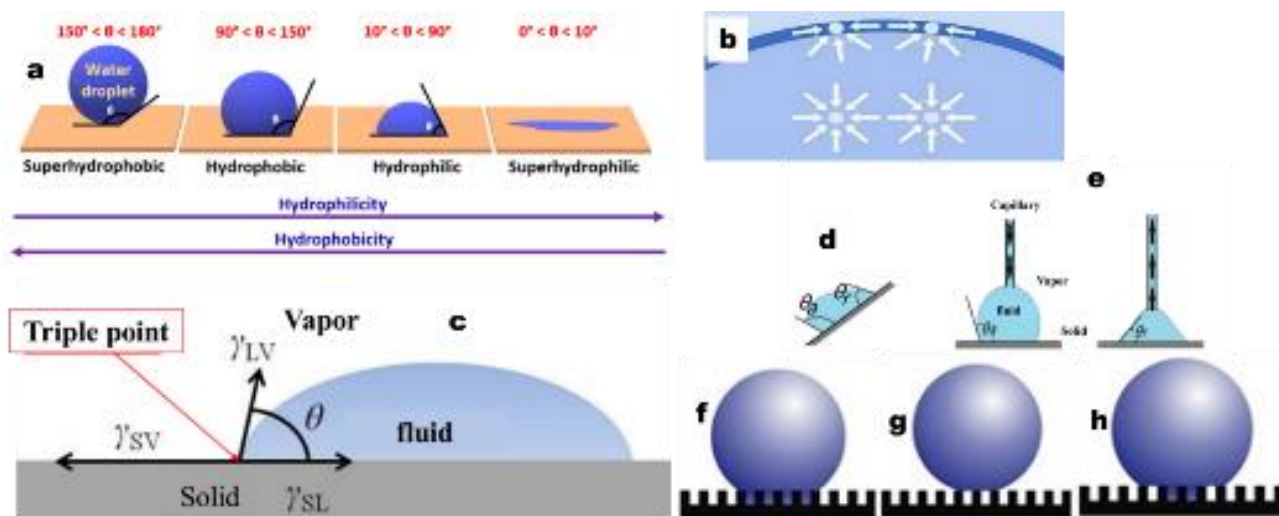 150° < θ < 180°
90° < θ < 150°
10° < θ < 90°
0° < θ < 10°
a
Water
droplet
θ
θ
θ
Superhydrophobic
Hydrophobic
Hydrophilic
Superhydrophilic
Hydrophilicity
Hydrophobicity
b
Triple point
Vapor
c
γLV
θ
γSV
fluid
Solid
γSL
d
e
Capillary
Vapor
fluid
Solid
f
g
h